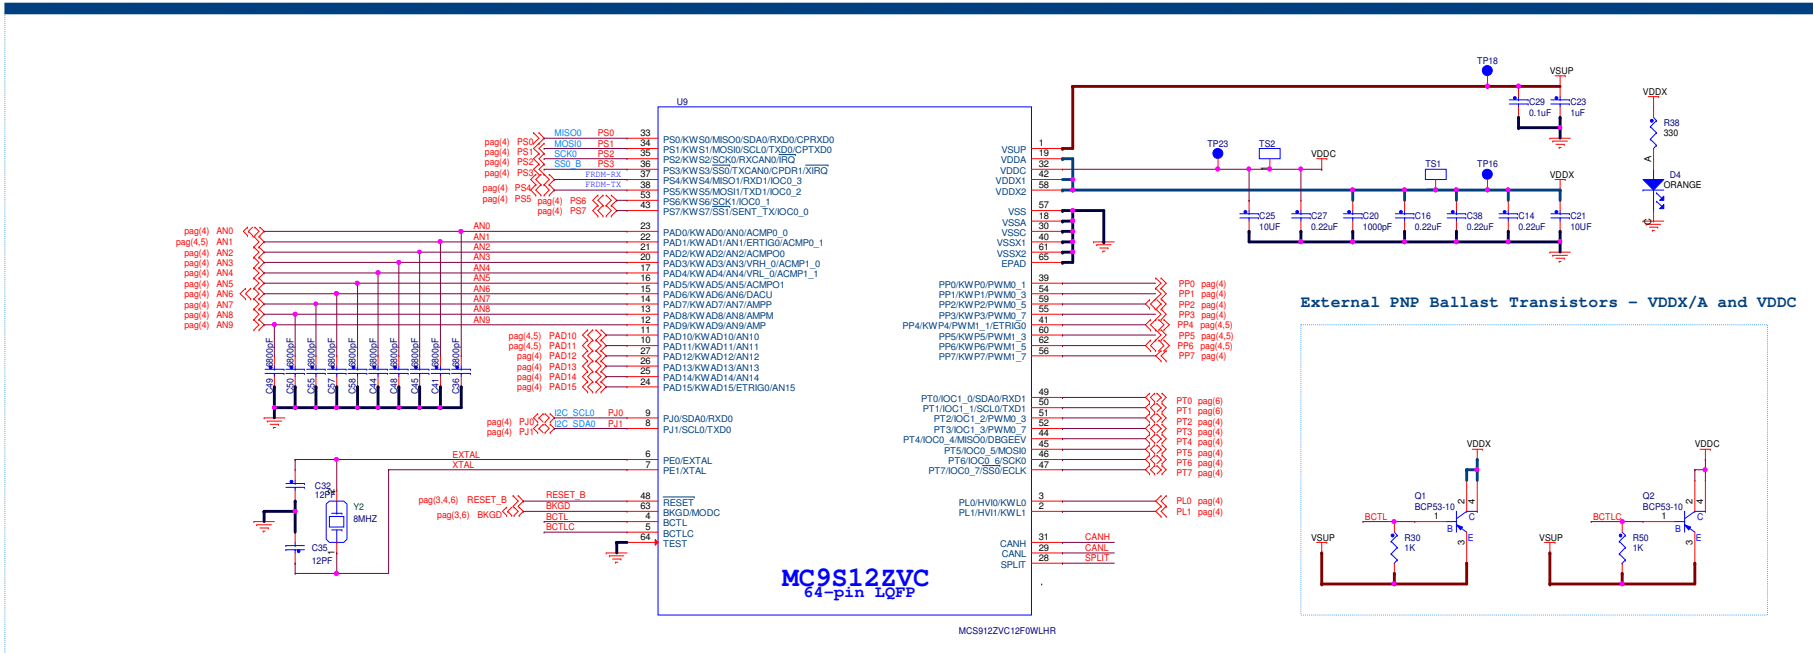 U9
MISO0 PS0 33 PS0/KWS0/MISO0/SDA0/RXD0/CPRXD0
pag(4) PS0
MOSI0 PS1 34 PS1/KWS1/MOSI0/SCL0/TXD0/CPTXD0
pag(4) PS1
SCK0 PS2 35 PS2/KWS2/SCK0/RXCAN0/IRQ
pag(4) PS2
SS0_B PS3 36 PS3/KWS3/SS0/TXCAN0/CPDR1/XIRQ
pag(4) PS3
FRDM-RX 37 PS4/KWS4/MISO1/RXD1/IOC0_3
pag(4) PS4
FRDM-TX 38 PS5/KWS5/MOSI1/TXD1/IOC0_2
pag(4) PS5
pag(4) PS6 53 PS6/KWS6/SCK1/IOC0_1
pag(4) PS7 43 PS7/KWS7/SS1/SENT_TX/IOC0_0
pag(4) AN0 AN0 23 PAD0/KWAD0/AN0/ACMP0_0
pag(4,5) AN1 AN1 22 PAD1/KWAD1/AN1/ERTIG0/ACMP0_1
pag(4) AN2 AN2 21 PAD2/KWAD2/AN2/ACMPO0
pag(4) AN3 AN3 20 PAD3/KWAD3/AN3/VRH_0/ACMP1_0
pag(4) AN4 AN4 17 PAD4/KWAD4/AN4/VRL_0/ACMP1_1
pag(4) AN5 AN5 16 PAD5/KWAD5/AN5/ACMPO1
pag(4) AN6 AN6 15 PAD6/KWAD6/AN6/DACU
pag(4) AN7 AN7 14 PAD7/KWAD7/AN7/AMPP
pag(4) AN8 AN8 13 PAD8/KWAD8/AN8/AMPM
pag(4) AN9 AN9 12 PAD9/KWAD9/AN9/AMP
pag(4,5) PAD10 11 PAD10/KWAD10/AN10
pag(4,5) PAD11 10 PAD11/KWAD11/AN11
pag(4) PAD12 27 PAD12/KWAD12/AN12
pag(4) PAD13 26 PAD13/KWAD13/AN13
pag(4) PAD14 25 PAD14/KWAD14/AN14
pag(4) PAD15 24 PAD15/KWAD15/ETRIG0/AN15
6800pF 6800pF 6800pF 6800pF 6800pF 6800pF 6800pF 6800pF 6800pF 6800pF
C49 C50 C55 C57 C58 C44 C48 C45 C41 C36
pag(4) PJ0 I2C_SCL0 PJ0 9 PJ0/SDA0/RXD0
pag(4) PJ1 I2C_SDA0 PJ1 8 PJ1/SCL0/TXD0
EXTAL 6 PE0/EXTAL
XTAL 7 PE1/XTAL
C32
12PF
Y2
8MHZ
2
1
C35
12PF
pag(3,4,6) RESET_B RESET_B 48 RESET
pag(3,6) BKGD BKGD 63 BKGD/MODC
BCTL 4 BCTL
BCTLC 5 BCTLC
64 TEST
MC9S12ZVC
64-pin LQFP
MCS912ZVC12F0WLHR
VSUP 1
VDDA 19
VDDC 32
VDDX1 42
VDDX2 58
VSS 57
VSSA 18
VSSC 30
VSSX1 40
VSSX2 61
EPAD 65
PP0/KWP0/PWM0_1 39 PP0 pag(4)
PP1/KWP1/PWM0_3 54 PP1 pag(4)
PP2/KWP2/PWM0_5 59 PP2 pag(4)
PP3/KWP3/PWM0_7 55 PP3 pag(4)
PP4/KWP4/PWM1_1/ETRIG0 41 PP4 pag(4,5)
PP5/KWP5/PWM1_3 60 PP5 pag(4,5)
PP6/KWP6/PWM1_5 62 PP6 pag(4,5)
PP7/KWP7/PWM1_7 56 PP7 pag(4)
PT0/IOC1_0/SDA0/RXD1 49 PT0 pag(6)
PT1/IOC1_1/SCL0/TXD1 50 PT1 pag(6)
PT2/IOC1_2/PWM0_3 51 PT2 pag(4)
PT3/IOC1_3/PWM0_7 52 PT3 pag(4)
PT4/IOC0_4/MISO0/DBGEEV 44 PT4 pag(4)
PT5/IOC0_5/MOSI0 45 PT5 pag(4)
PT6/IOC0_6/SCK0 46 PT6 pag(4)
PT7/IOC0_7/SS0/ECLK 47 PT7 pag(4)
PL0/HVI0/KWL0 3 PL0 pag(4)
PL1/HVI1/KWL1 2 PL1 pag(4)
CANH 31 CANH
CANL 29 CANL
SPLIT 28 SPLIT
TP18
VSUP
C29
0.1uF
C23
1uF
VDDX
R38
330
A
D4
ORANGE
C
TP23
TS2
VDDC
TS1
TP16
VDDX
C25
10UF
C27
0.22uF
C20
1000pF
C16
0.22uF
C38
0.22uF
C14
0.22uF
C21
10UF
External PNP Ballast Transistors - VDDX/A and VDDC
VDDX
Q1
BCP53-10
2 4
BCTL 1 C
B
3 E
VSUP
R30
1K
VDDC
Q2
BCP53-10
2 4
BCTLC 1 C
B
3 E
VSUP
R50
1K